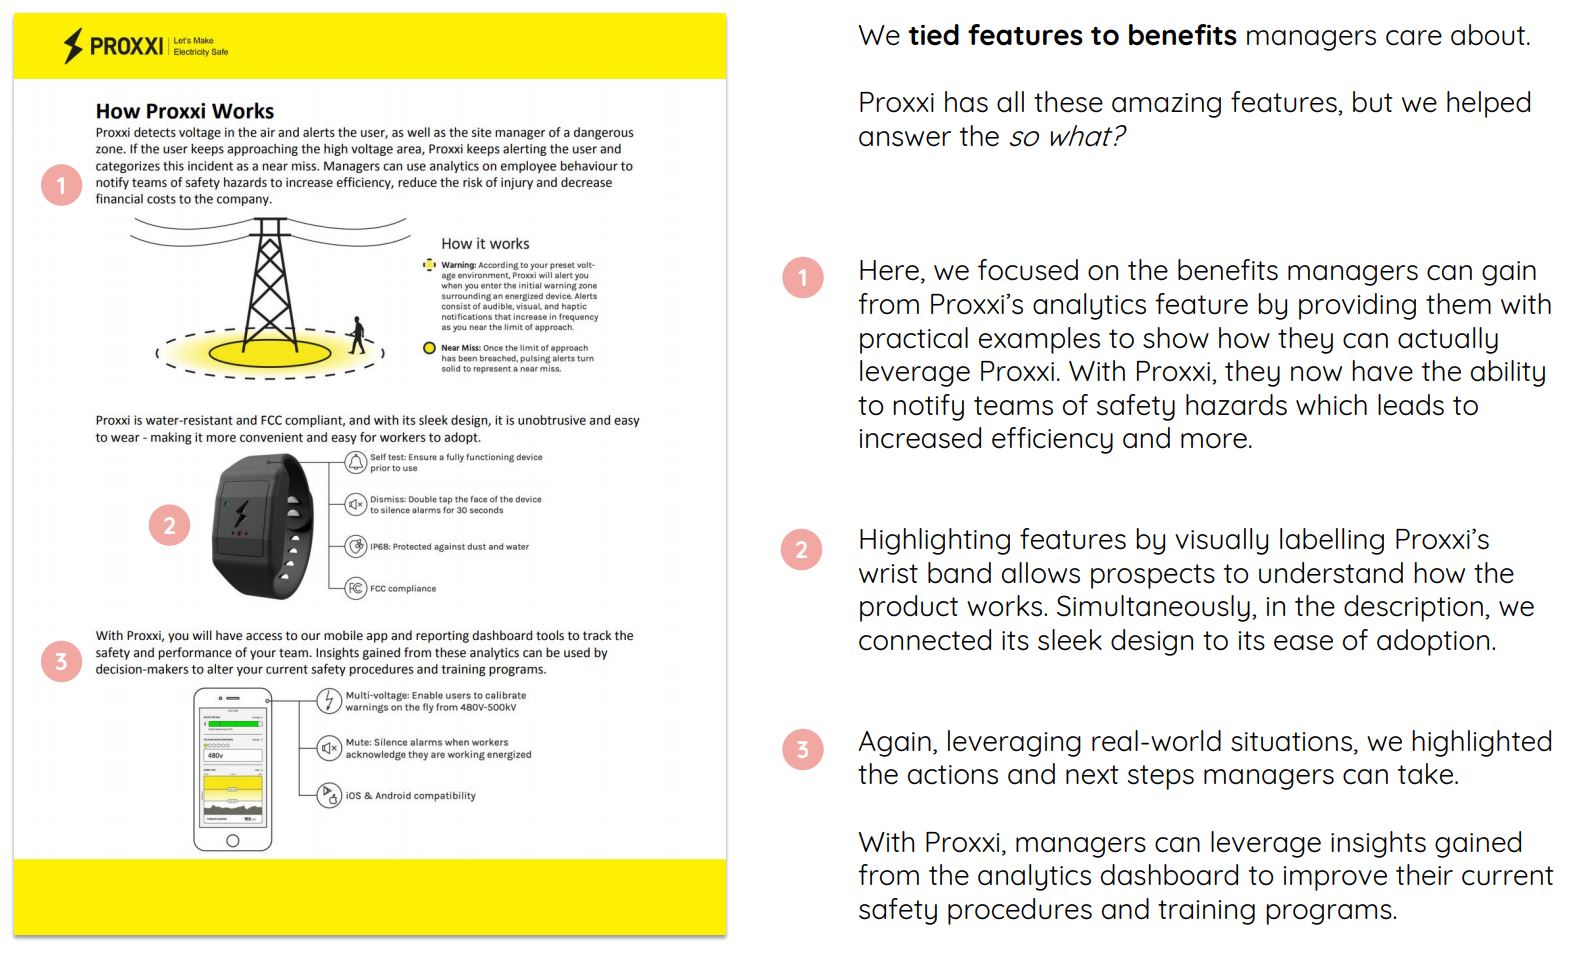 PROXXI
Let's Make
Electricity Safe
How Proxxi Works
Proxxi detects voltage in the air and alerts the user, as well as the site manager of a dangerous
zone. If the user keeps approaching the high voltage area, Proxxi keeps alerting the user and
categorizes this incident as a near miss. Managers can use analytics on employee behaviour to
notify teams of safety hazards to increase efficiency, reduce the risk of injury and decrease
financial costs to the company.
1
How it works
Warning: According to your preset volt-
age environment, Proxxi will alert you
when you enter the initial warning zone
surrounding an energized device. Alerts
consist of audible, visual, and haptic
notifications that increase in frequency
as you near the limit of approach.
Near Miss: Once the limit of approach
has been breached, pulsing alerts turn
solid to represent a near miss.
Proxxi is water-resistant and FCC compliant, and with its sleek design, it is unobtrusive and easy
to wear - making it more convenient and easy for workers to adopt.
2
Self test: Ensure a fully functioning device
prior to use
Dismiss: Double tap the face of the device
to silence alarms for 30 seconds
IP68: Protected against dust and water
FCC compliance
3
With Proxxi, you will have access to our mobile app and reporting dashboard tools to track the
safety and performance of your team. Insights gained from these analytics can be used by
decision-makers to alter your current safety procedures and training programs.
480v
Multi-voltage: Enable users to calibrate
warnings on the fly from 480V-500kV
Mute: Silence alarms when workers
acknowledge they are working energized
iOS & Android compatibility
We tied features to benefits managers care about.
Proxxi has all these amazing features, but we helped
answer the so what?
1
Here, we focused on the benefits managers can gain
from Proxxi's analytics feature by providing them with
practical examples to show how they can actually
leverage Proxxi. With Proxxi, they now have the ability
to notify teams of safety hazards which leads to
increased efficiency and more.
2
Highlighting features by visually labelling Proxxi's
wrist band allows prospects to understand how the
product works. Simultaneously, in the description, we
connected its sleek design to its ease of adoption.
3
Again, leveraging real-world situations, we highlighted
the actions and next steps managers can take.
With Proxxi, managers can leverage insights gained
from the analytics dashboard to improve their current
safety procedures and training programs.